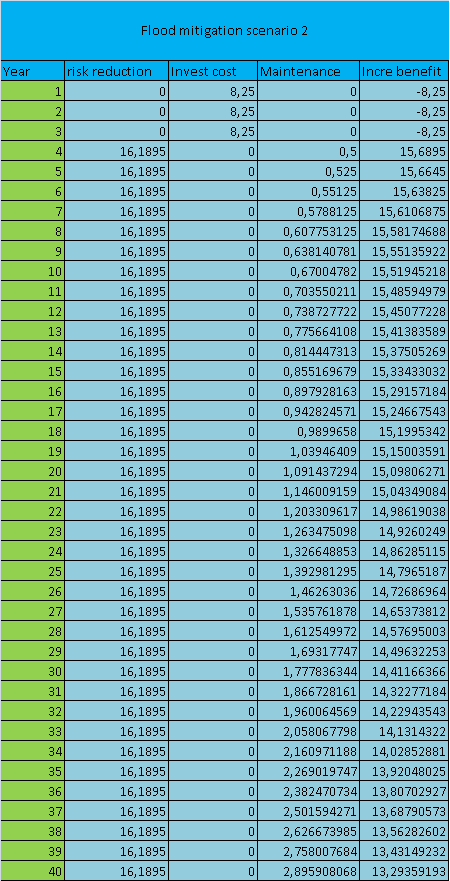 Flood mitigation scenario 2
Year risk reduction Invest cost Maintenance Incre benefit
1 0 8,25 0 -8,25
2 0 8,25 0 -8,25
3 0 8,25 0 -8,25
4 16,1895 0 0,5 15,6895
5 16,1895 0 0,525 15,6645
6 16,1895 0 0,55125 15,63825
7 16,1895 0 0,5788125 15,6106875
8 16,1895 0 0,607753125 15,58174688
9 16,1895 0 0,638140781 15,55135922
10 16,1895 0 0,67004782 15,51945218
11 16,1895 0 0,703550211 15,48594979
12 16,1895 0 0,738727722 15,45077228
13 16,1895 0 0,775664108 15,41383589
14 16,1895 0 0,814447313 15,37505269
15 16,1895 0 0,855169679 15,33433032
16 16,1895 0 0,897928163 15,29157184
17 16,1895 0 0,942824571 15,24667543
18 16,1895 0 0,9899658 15,1995342
19 16,1895 0 1,03946409 15,15003591
20 16,1895 0 1,091437294 15,09806271
21 16,1895 0 1,146009159 15,04349084
22 16,1895 0 1,203309617 14,98619038
23 16,1895 0 1,263475098 14,9260249
24 16,1895 0 1,326648853 14,86285115
25 16,1895 0 1,392981295 14,7965187
26 16,1895 0 1,46263036 14,72686964
27 16,1895 0 1,535761878 14,65373812
28 16,1895 0 1,612549972 14,57695003
29 16,1895 0 1,69317747 14,49632253
30 16,1895 0 1,777836344 14,41166366
31 16,1895 0 1,866728161 14,32277184
32 16,1895 0 1,960064569 14,22943543
33 16,1895 0 2,058067798 14,1314322
34 16,1895 0 2,160971188 14,02852881
35 16,1895 0 2,269019747 13,92048025
36 16,1895 0 2,382470734 13,80702927
37 16,1895 0 2,501594271 13,68790573
38 16,1895 0 2,626673985 13,56282602
39 16,1895 0 2,758007684 13,43149232
40 16,1895 0 2,895908068 13,29359193